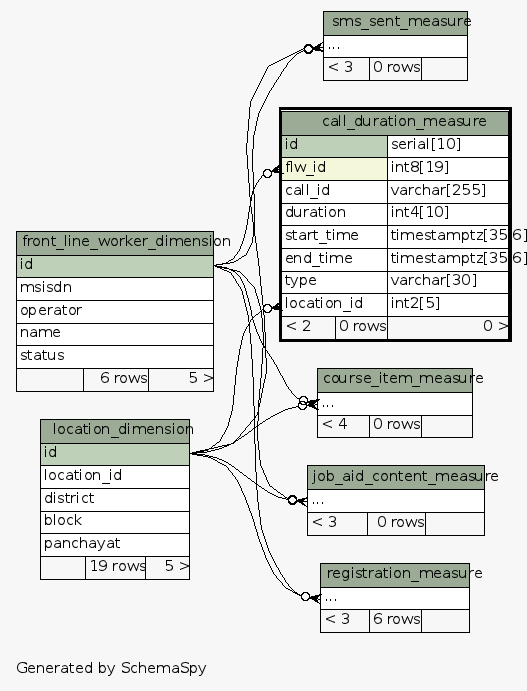 sms_sent_measure
...
< 3 0 rows
call_duration_measure
id serial[10]
flw_id int8[19]
call_id varchar[255]
duration int4[10]
start_time timestamptz[35,6]
end_time timestamptz[35,6]
type varchar[30]
location_id int2[5]
< 2 0 rows 0 >
front_line_worker_dimension
id
msisdn
operator
name
status
6 rows 5 >
course_item_measure
...
< 4 0 rows
location_dimension
id
location_id
district
block
panchayat
19 rows 5 >
job_aid_content_measure
...
< 3 0 rows
registration_measure
...
< 3 6 rows
Generated by SchemaSpy